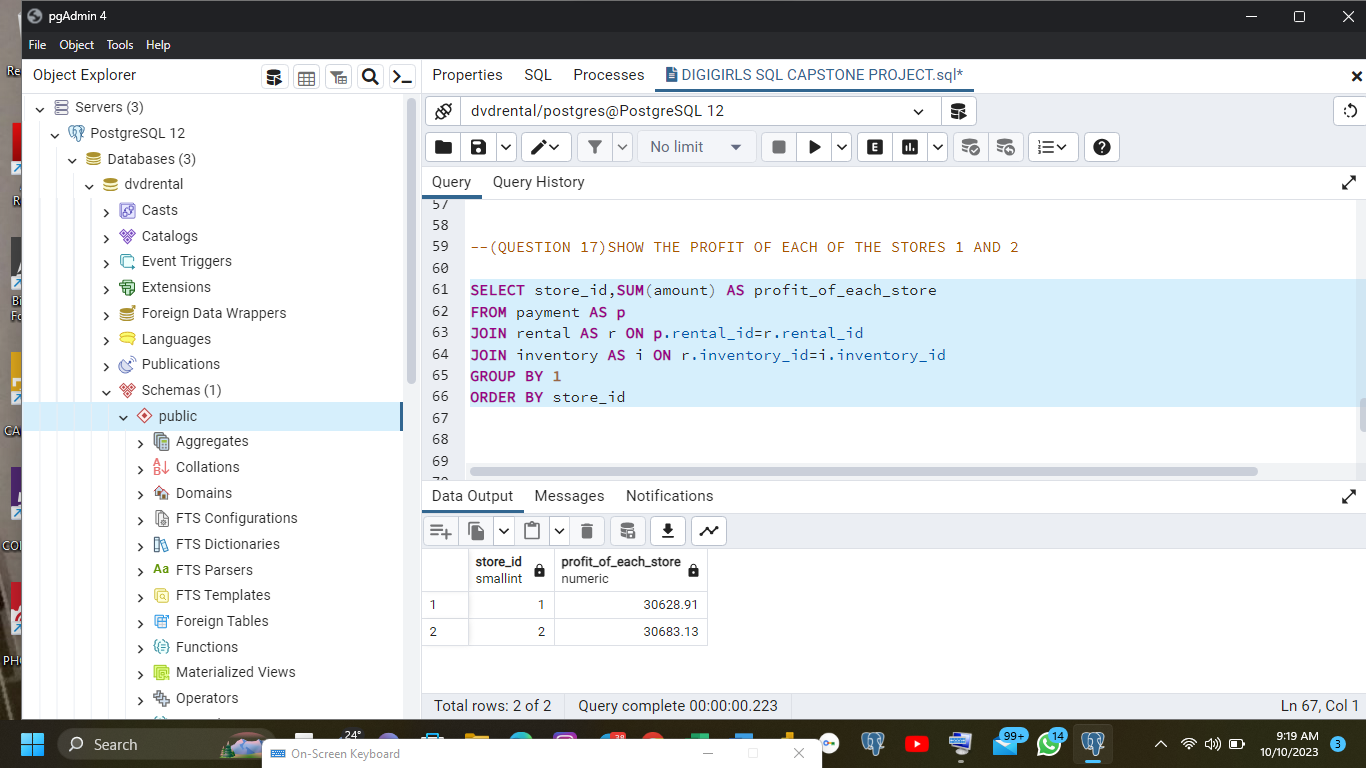 pgAdmin 4
File Object Tools Help
Object Explorer
Properties SQL Processes DIGIGIRLS SQL CAPSTONE PROJECT.sql*
Servers (3)
PostgreSQL 12
Databases (3)
dvdrental
Casts
Catalogs
Event Triggers
Extensions
Foreign Data Wrappers
Languages
Publications
Schemas (1)
public
Aggregates
Collations
Domains
FTS Configurations
FTS Dictionaries
Aa FTS Parsers
FTS Templates
Foreign Tables
Functions
Materialized Views
Operators
dvdrental/postgres@PostgreSQL 12
No limit
E
Query Query History
57
58
59 --(QUESTION 17)SHOW THE PROFIT OF EACH OF THE STORES 1 AND 2
60
61 SELECT store_id,SUM(amount) AS profit_of_each_store
62 FROM payment AS p
63 JOIN rental AS r ON p.rental_id=r.rental_id
64 JOIN inventory AS i ON r.inventory_id=i.inventory_id
65 GROUP BY 1
66 ORDER BY store_id
67
68
69
Data Output Messages Notifications
store_id profit_of_each_store
smallint numeric
1 1 30628.91
2 2 30683.13
Total rows: 2 of 2 Query complete 00:00:00.223 Ln 67, Col 1
Search
24°
38
99+
14
9:19 AM
10/10/2023
3
On-Screen Keyboard